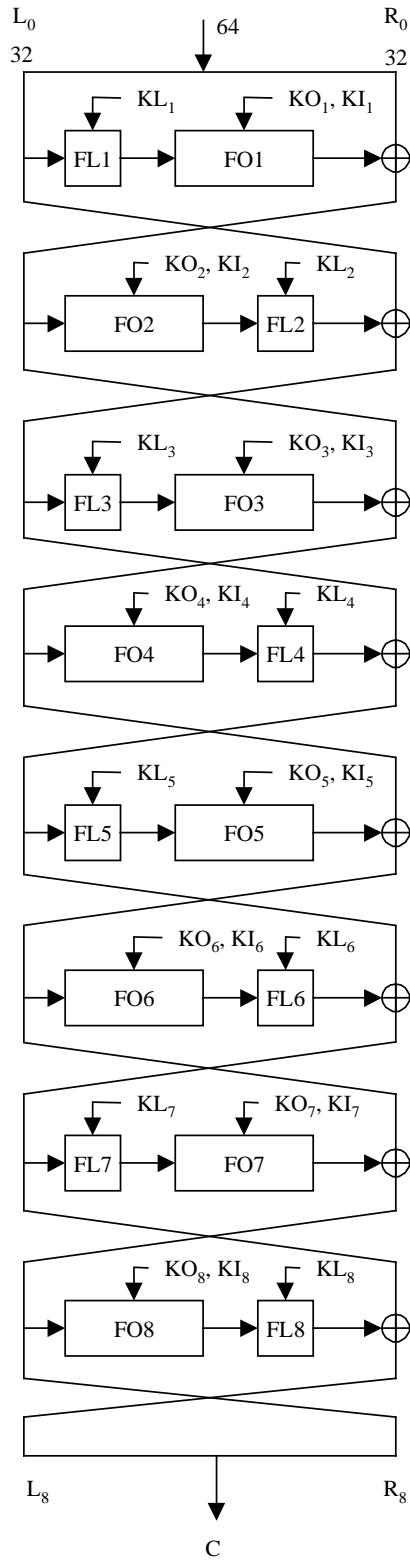 L₀ 64 R₀
32 32
KL₁ KO₁, KI₁
FL1 FO1
KO₂, KI₂ KL₂
FO2 FL2
KL₃ KO₃, KI₃
FL3 FO3
KO₄, KI₄ KL₄
FO4 FL4
KL₅ KO₅, KI₅
FL5 FO5
KO₆, KI₆ KL₆
FO6 FL6
KL₇ KO₇, KI₇
FL7 FO7
KO₈, KI₈ KL₈
FO8 FL8
L₈ R₈
C